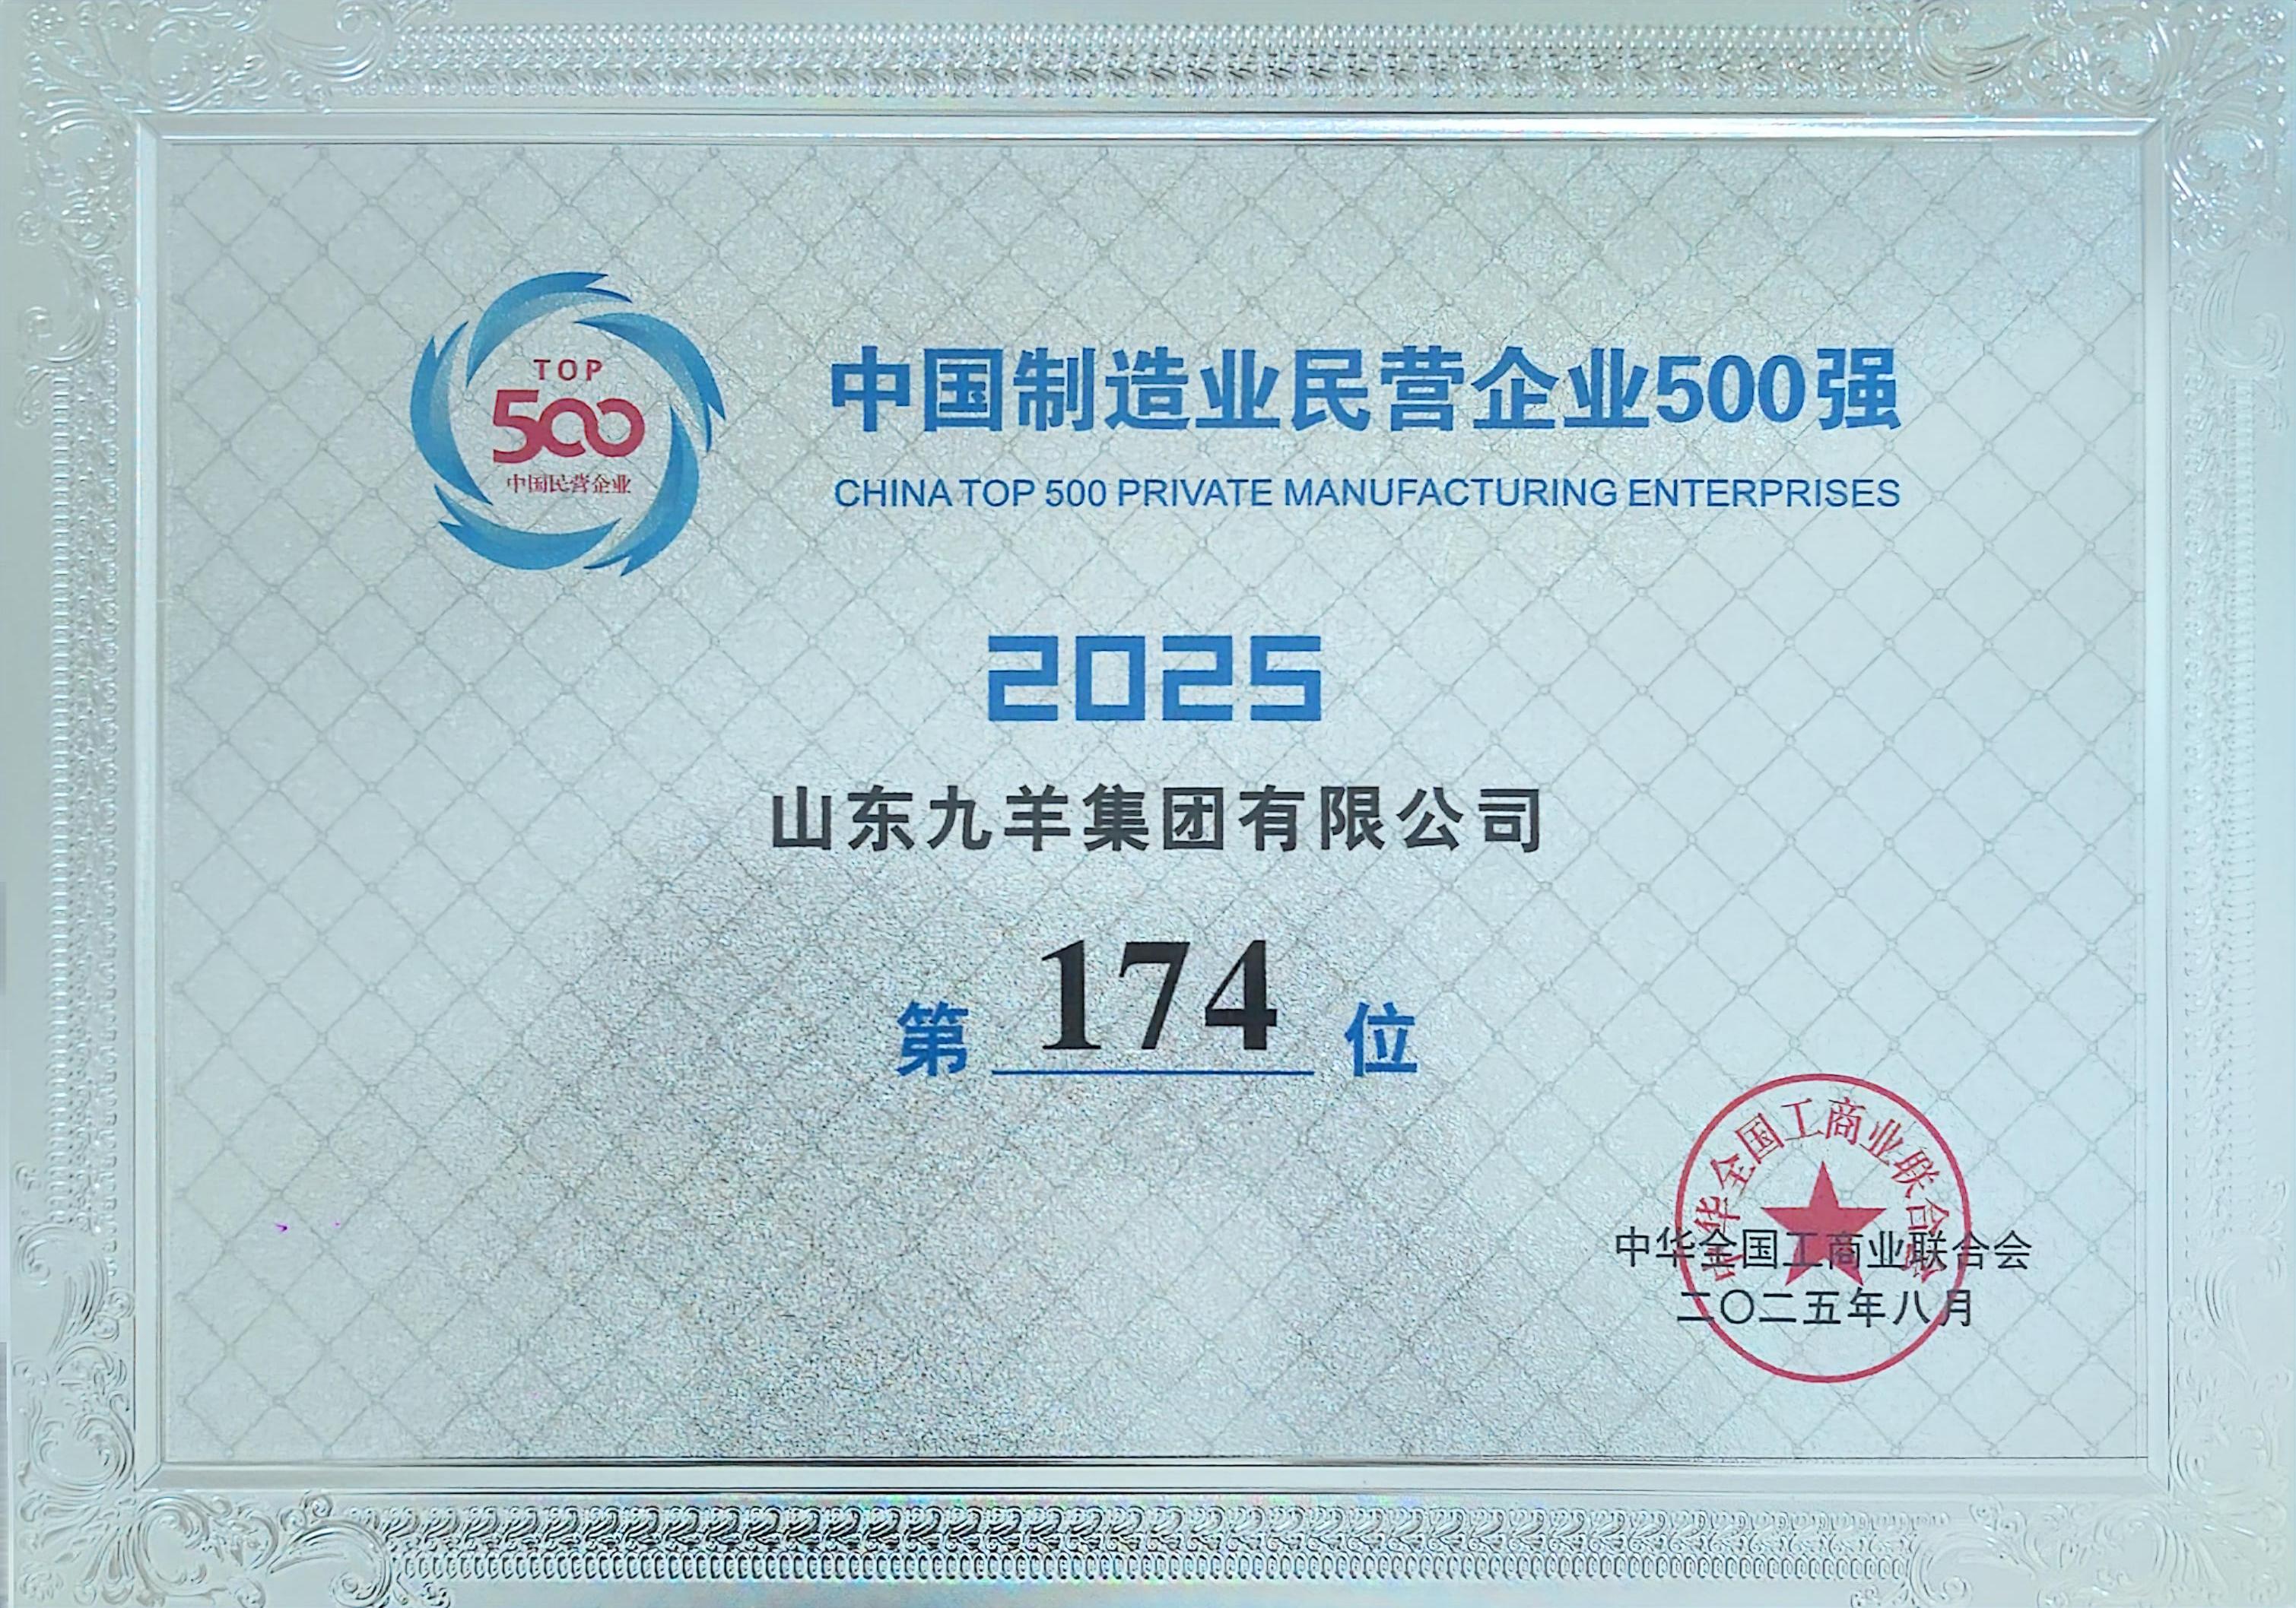 TOP
500
中国民营企业
中国制造业民营企业500强
CHINA TOP 500 PRIVATE MANUFACTURING ENTERPRISES
2025
山东九羊集团有限公司
第 174 位
中华全国工商业联合会
中华全国工商业联合会
二〇二五年八月